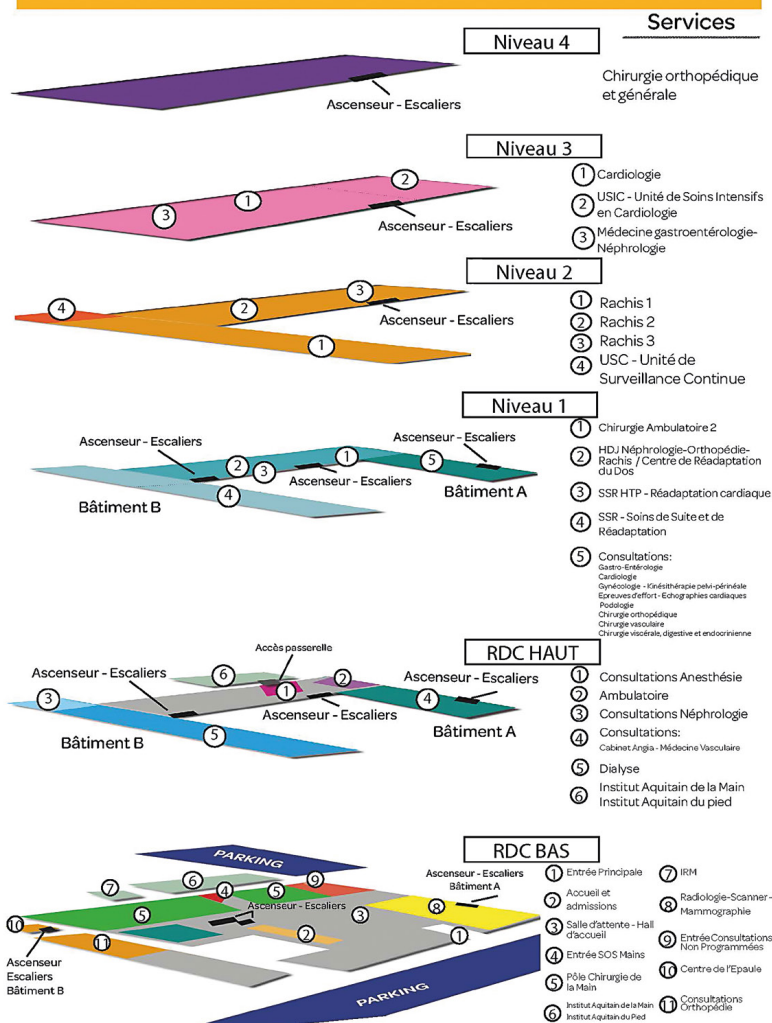 Services
Niveau 4
Chirurgie orthopédique
et générale
Ascenseur - Escaliers
Niveau 3
1 Cardiologie
2 USIC - Unité de Soins Intensifs
en Cardiologie
3 Médecine gastroentérologie-
Néphrologie
2
1
3
Ascenseur - Escaliers
Niveau 2
1 Rachis 1
2 Rachis 2
3 Rachis 3
4 USC - Unité de
Surveillance Continue
3
4
2
Ascenseur - Escaliers
1
Niveau 1
1 Chirurgie Ambulatoire 2
2 HDJ Néphrologie-Orthopédie-
Rachis / Centre de Réadaptation
du Dos
3 SSR HTP - Réadaptation cardiaque
4 SSR - Soins de Suite et de
Réadaptation
5 Consultations:
Gastro-Entérologie
Cardiologie
Gynécologie - Kinésithérapie pelvi-périnéale
Epreuves d'effort - Echographies cardiaques
Podologie
Chirurgie orthopédique
Chirurgie vasculaire
Chirurgie viscérale, digestive et endocrinienne
Ascenseur - Escaliers
Ascenseur - Escaliers
1
5
2
3
Ascenseur - Escaliers
4
Bâtiment A
Bâtiment B
RDC HAUT
1 Consultations Anesthésie
2 Ambulatoire
3 Consultations Néphrologie
4 Consultations:
Cabinet Angia - Médecine Vasculaire
5 Dialyse
6 Institut Aquitain de la Main
Institut Aquitain du pied
Accès passerelle
Ascenseur - Escaliers
6
2
Ascenseur - Escaliers
1
3
4
Ascenseur - Escaliers
5
Bâtiment A
Bâtiment B
RDC BAS
1 Entrée Principale
2 Accueil et
admissions
3 Salle d'attente - Hall
d'accueil
4 Entrée SOS Mains
5 Pôle Chirurgie de
la Main
6 Institut Aquitain de la Main
Institut Aquitain du Pied
7 IRM
8 Radiologie-Scanner-
Mammographie
9 Entrée Consultations
Non Programmées
10 Centre de l'Epaule
11 Consultations
Orthopédie
PARKING
Ascenseur - Escaliers
Bâtiment A
6
9
7
4
5
Ascenseur - Escaliers
8
5
3
10
11
2
1
Ascenseur
Escaliers
Bâtiment B
PARKING